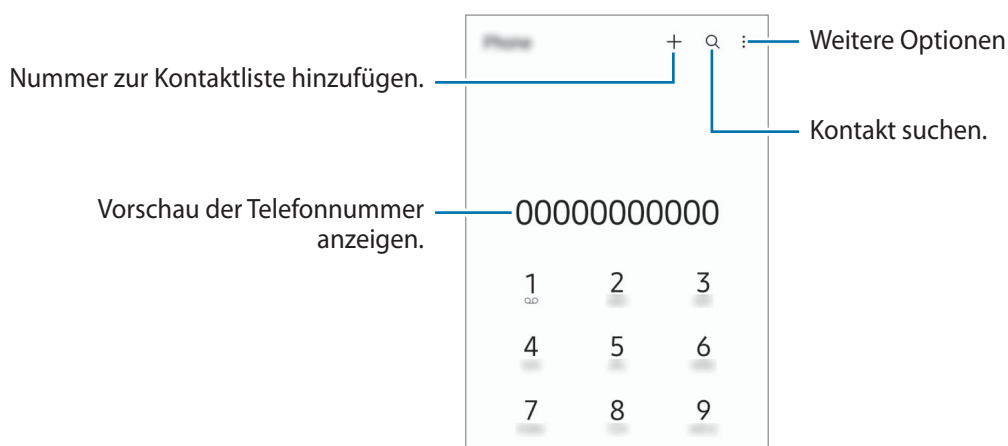 Phone
Weitere Optionen
Nummer zur Kontaktliste hinzufügen.
Kontakt suchen.
Vorschau der Telefonnummer
anzeigen.
00000000000
1 2 3
4 5 6
7 8 9